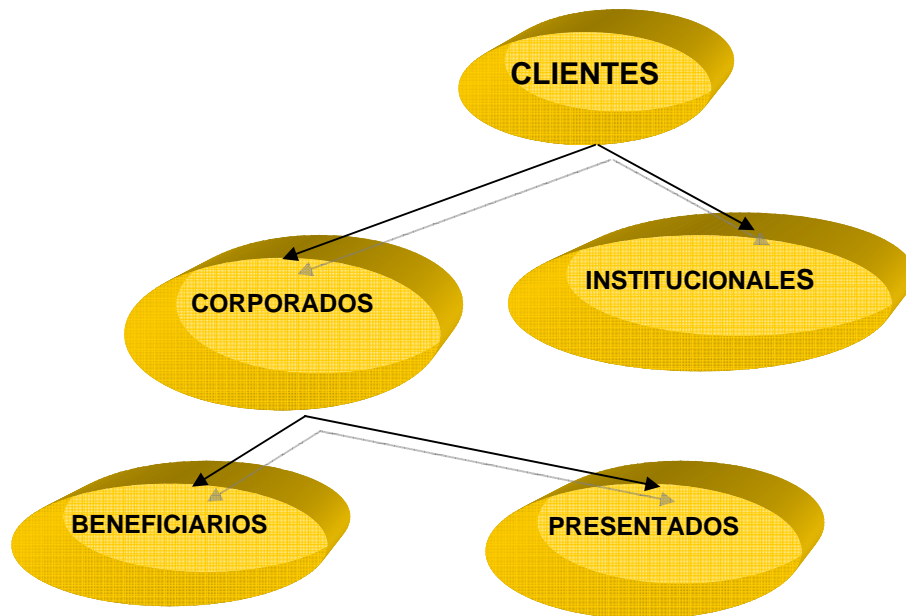 CLIENTES
INSTITUCIONALES
CORPORADOS
BENEFICIARIOS
PRESENTADOS